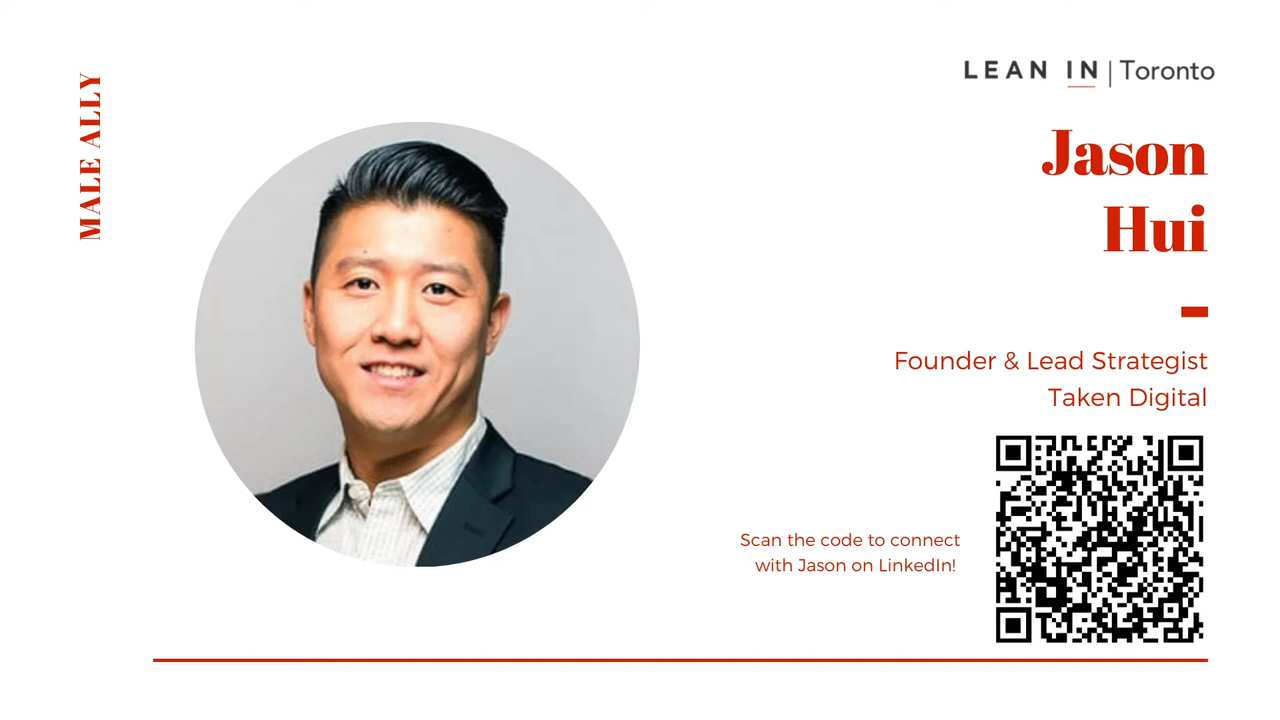 MALE ALLY
LEAN IN | Toronto
Jason
Hui
Founder & Lead Strategist
Taken Digital
Scan the code to connect
with Jason on LinkedIn!